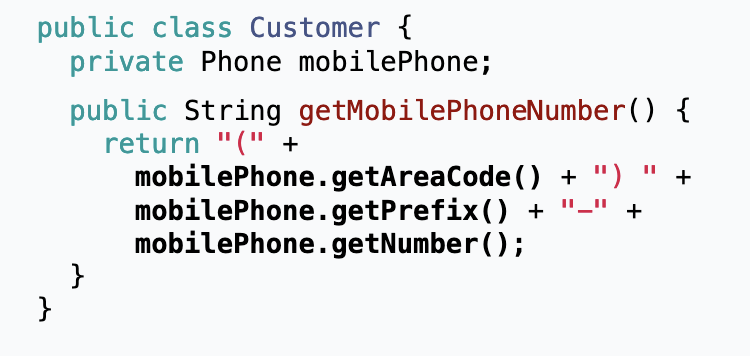 public class Customer {
  private Phone mobilePhone;
  public String getMobilePhoneNumber() {
    return "(" +
      mobilePhone.getAreaCode() + ") " +
      mobilePhone.getPrefix() + "–" +
      mobilePhone.getNumber();
  }
}